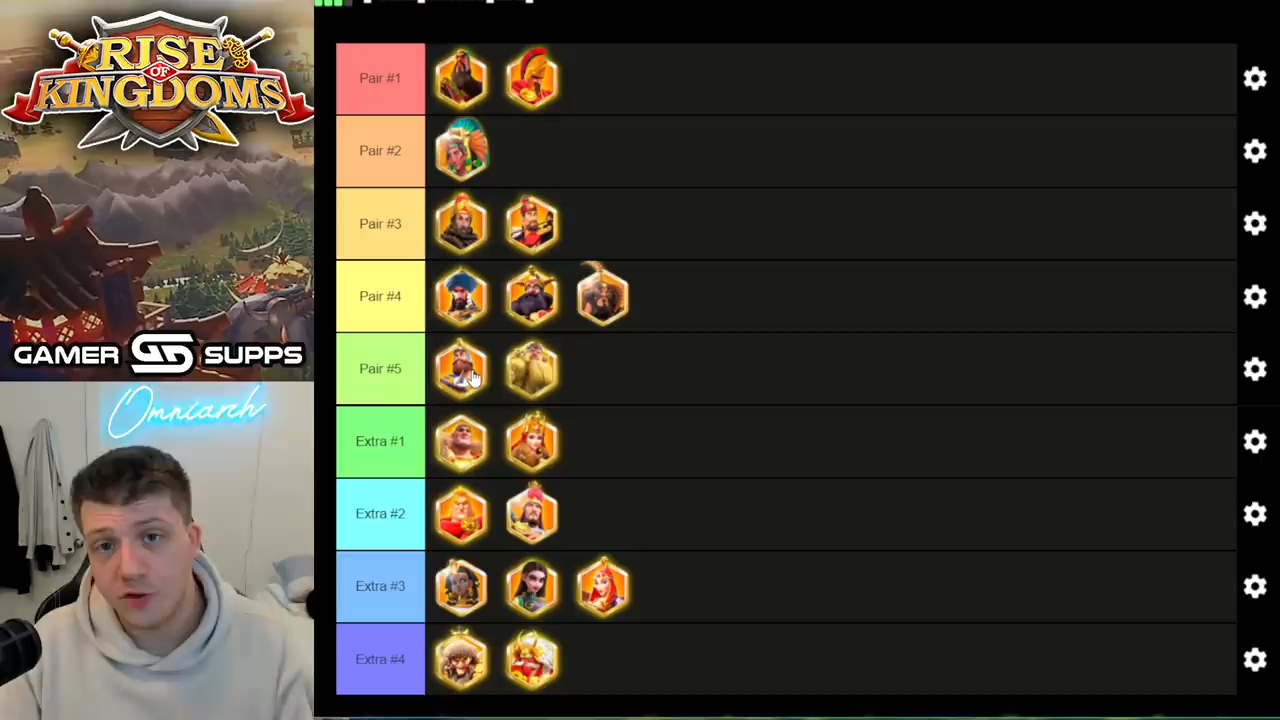 RISE
OF
KINGDOMS
GAMER GS SUPPS
Omniarch
Pair #1
Pair #2
Pair #3
Pair #4
Pair #5
Extra #1
Extra #2
Extra #3
Extra #4